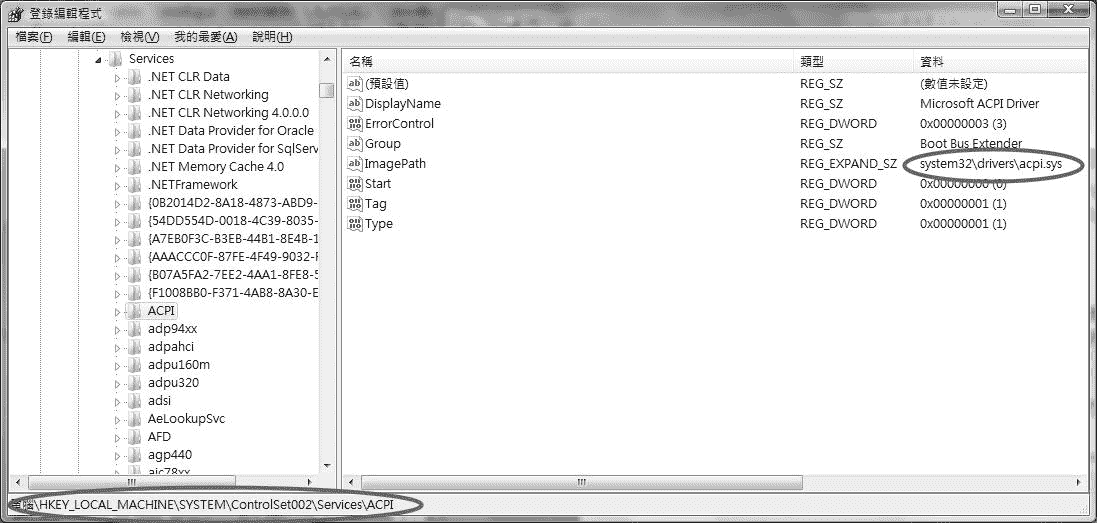 登錄編輯程式
檔案(F) 編輯(E) 檢視(V) 我的最愛(A) 說明(H)
Services
.NET CLR Data
.NET CLR Networking
.NET CLR Networking 4.0.0.0
.NET Data Provider for Oracle
.NET Data Provider for SqlServ
.NET Memory Cache 4.0
.NETFramework
{0B2014D2-8A18-4873-ABD9-
{54DD554D-0018-4C39-8035-
{A7EB0F3C-B3EB-44B1-8E4B-1
{AAACCC0F-87FE-4F49-9032-F
{B07A5FA2-7EE2-4AA1-8FE8-5
{F1008BB0-F371-4AB8-8A30-E
ACPI
adp94xx
adpahci
adpu160m
adpu320
adsi
AeLookupSvc
AFD
agp440
aic78xx
名稱 類型 資料
(預設值) REG_SZ (數值未設定)
DisplayName REG_SZ Microsoft ACPI Driver
ErrorControl REG_DWORD 0x00000003 (3)
Group REG_SZ Boot Bus Extender
ImagePath REG_EXPAND_SZ system32\drivers\acpi.sys
Start REG_DWORD 0x00000000 (0)
Tag REG_DWORD 0x00000001 (1)
Type REG_DWORD 0x00000001 (1)
電腦\HKEY_LOCAL_MACHINE\SYSTEM\ControlSet002\Services\ACPI